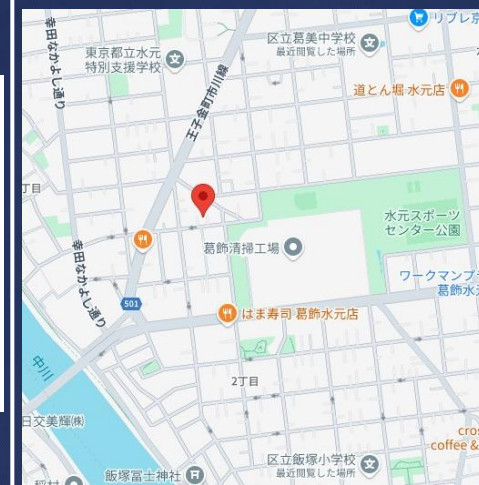 リブレ京
区立葛美中学校
最近閲覧した場所
東京都立水元
特別支援学校
幸田なかよし通り
王子金町市川線
道とん堀 水元店
丁目
水元スポーツ
センター公園
葛飾清掃工場
ワークマンプラ
葛飾水元
幸田なかよし通り
501
はま寿司 葛飾水元店
中川
2丁目
日交美輝㈱
cros
coffee &
区立飯塚小学校
最近閲覧した場所
飯塚冨士神社
稲村